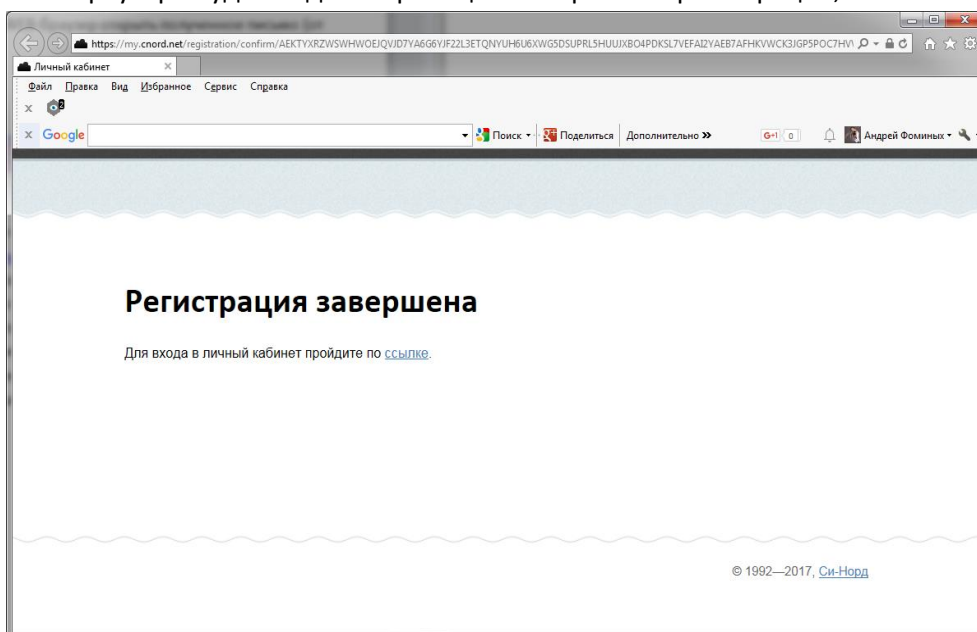 https://my.cnord.net/registration/confirm/AEKTYXRZWSWHWOEJQVJD7YA6G6YJF22L3ETQNYUH6U6XWG5DSUPRL5HUUJXBO4PDKSL7VEFAI2YAEB7AFHKVWCK3JGP5POC7HV
Личный кабинет
Файл Правка Вид Избранное Сервис Справка
2
x Google Поиск Поделиться Дополнительно » G+1 0 Андрей Фоминых
Регистрация завершена
Для входа в личный кабинет пройдите по ссылке.
© 1992—2017, Си-Норд